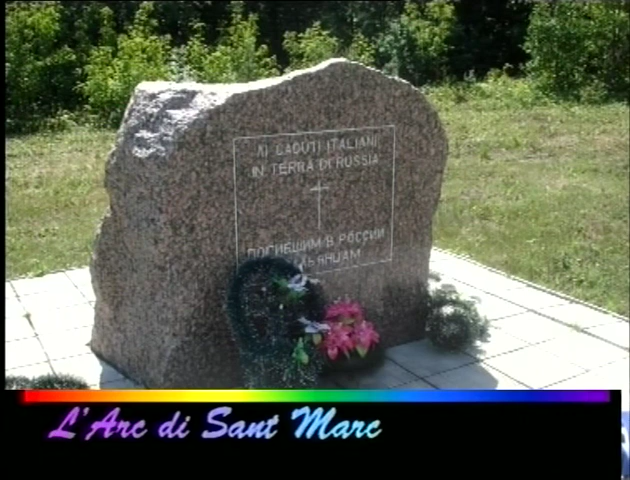 AI CADUTI ITALIANI
IN TERRA DI RUSSIA
ПОГИБШИМ В РОССИИ
L'Arc di Sant Marc